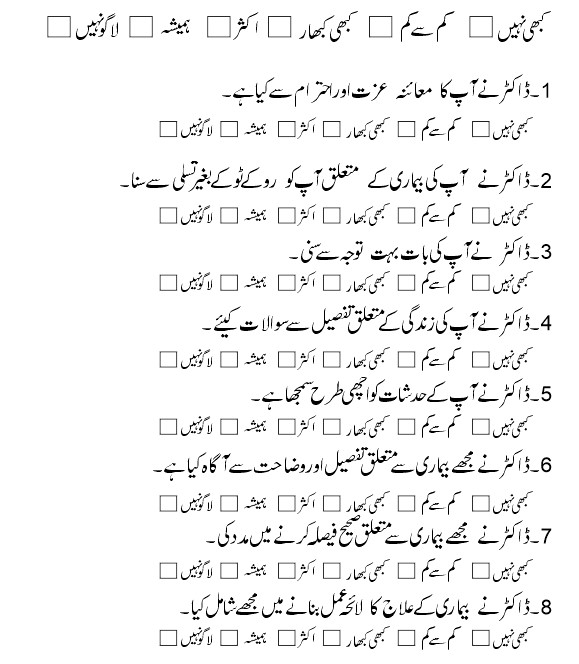 کبھی نہیں □ کم سے کم □ کبھی کبھار □ اکثر □ ہمیشہ □ لاگو نہیں □
1۔ڈاکٹر نے آپ کا معائنہ عزت اور احترام سے کیا ہے۔
کبھی نہیں □ کم سے کم □ کبھی کبھار □ اکثر □ ہمیشہ □ لاگو نہیں □
2۔ڈاکٹر نے آپ کی بیماری کے متعلق آپ کو روکے ٹوکے بغیر تسلی سے سنا۔
کبھی نہیں □ کم سے کم □ کبھی کبھار □ اکثر □ ہمیشہ □ لاگو نہیں □
3۔ڈاکٹر نے آپ کی بات بہت توجہ سے سنی۔
کبھی نہیں □ کم سے کم □ کبھی کبھار □ اکثر □ ہمیشہ □ لاگو نہیں □
4۔ڈاکٹر نے آپ کی زندگی کے متعلق تفصیل سے سوالات کیئے۔
کبھی نہیں □ کم سے کم □ کبھی کبھار □ اکثر □ ہمیشہ □ لاگو نہیں □
5۔ڈاکٹر نے آپ کے حدشات کو اچھی طرح سمجھا ہے۔
کبھی نہیں □ کم سے کم □ کبھی کبھار □ اکثر □ ہمیشہ □ لاگو نہیں □
6۔ڈاکٹر نے مجھے بیماری سے متعلق تفصیل اور وضاحت سے آگاہ کیا ہے۔
کبھی نہیں □ کم سے کم □ کبھی کبھار □ اکثر □ ہمیشہ □ لاگو نہیں □
7۔ڈاکٹر نے مجھے بیماری سے متعلق صحیح فیصلہ کرنے میں مدد کی۔
کبھی نہیں □ کم سے کم □ کبھی کبھار □ اکثر □ ہمیشہ □ لاگو نہیں □
8۔ڈاکٹر نے بیماری کے علاج کا لائحہ عمل بنانے میں مجھے شامل کیا۔
کبھی نہیں □ کم سے کم □ کبھی کبھار □ اکثر □ ہمیشہ □ لاگو نہیں □